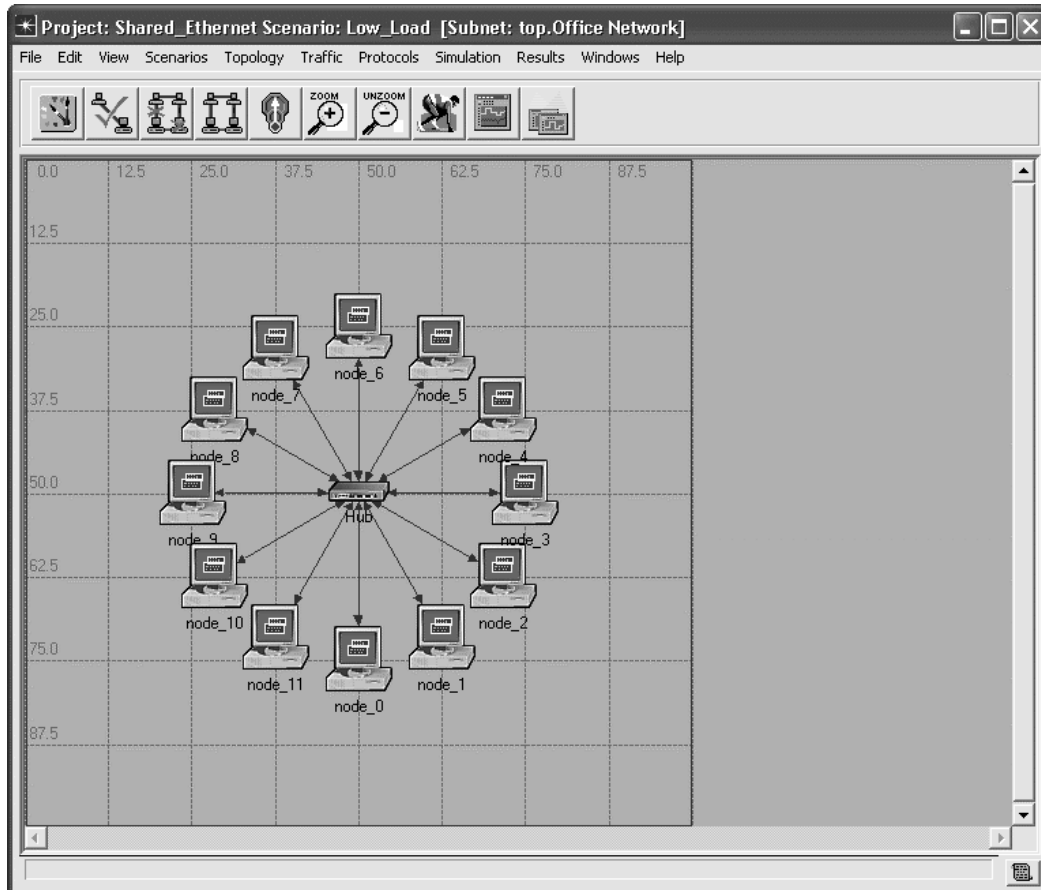 Project: Shared_Ethernet Scenario: Low_Load [Subnet: top.Office Network]
File Edit View Scenarios Topology Traffic Protocols Simulation Results Windows Help
ZOOM UNZOOM
0.0 12.5 25.0 37.5 50.0 62.5 75.0 87.5
12.5
25.0
node_6
node_7 node_5
37.5
node_8 node_4
50.0
Hub
node_9 node_3
62.5
node_10 node_2
75.0
node_11 node_1
node_0
87.5